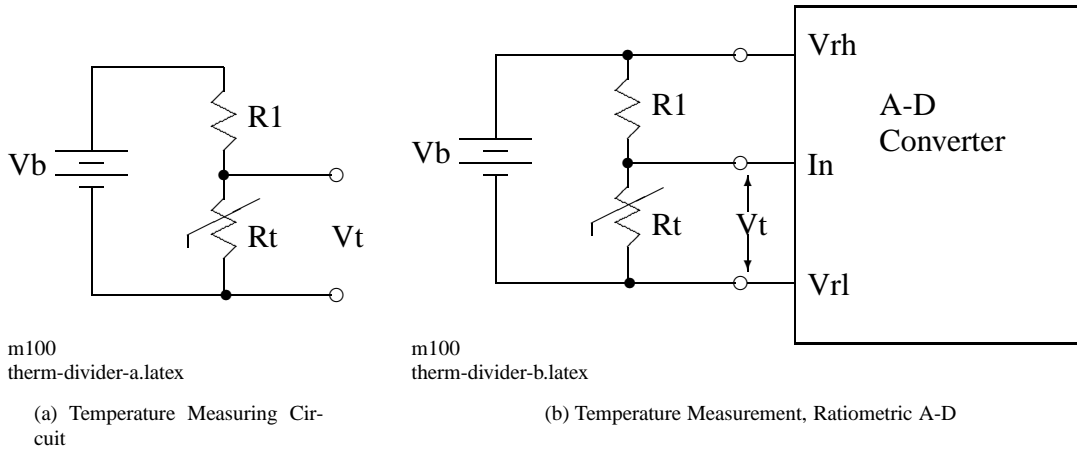 Vb
R1
Rt
Vt
m100
therm-divider-a.latex
(a) Temperature Measuring Cir-
cuit
Vb
R1
Rt
Vt
Vrh
In
Vrl
A-D
Converter
m100
therm-divider-b.latex
(b) Temperature Measurement, Ratiometric A-D